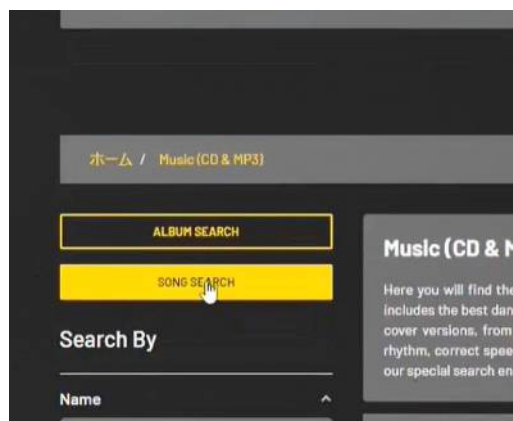 ホーム / Music (CD & MP3)
ALBUM SEARCH
SONG SEARCH
Search By
Name
Music (CD &
Here you will find the
includes the best dan
cover versions, from
rhythm, correct spee
our special search en